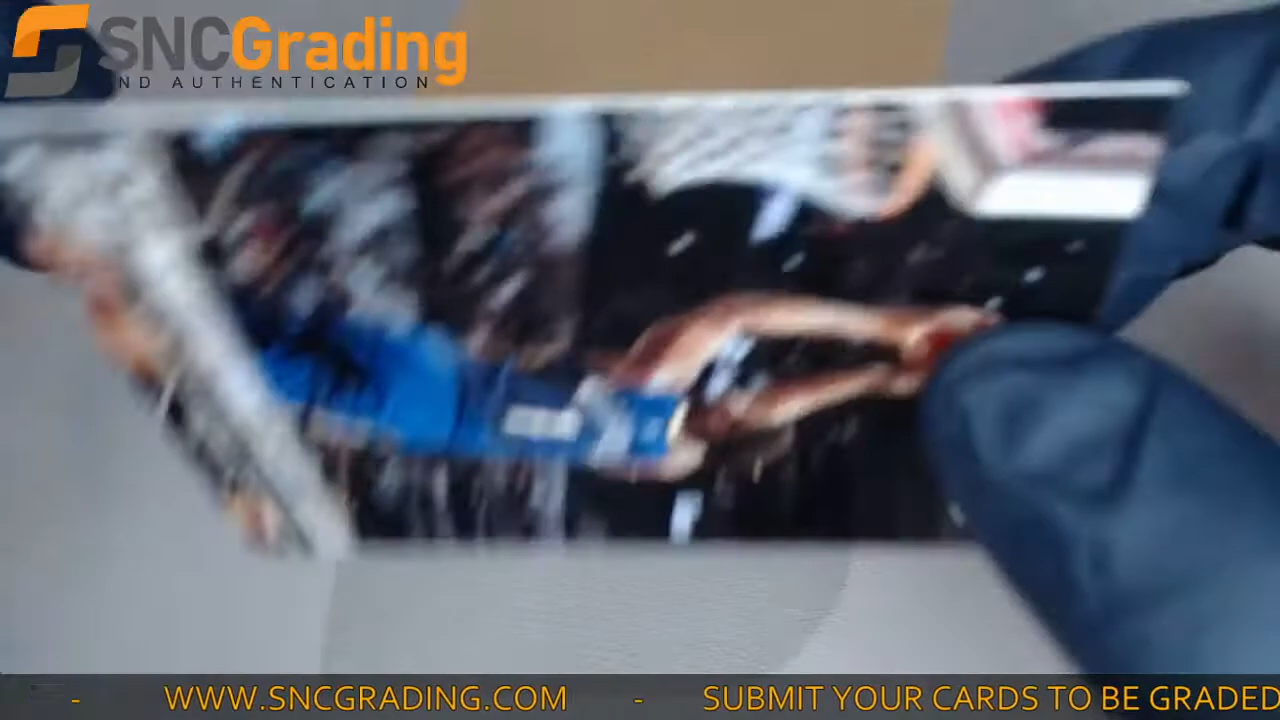 SNCGrading
ND AUTHENTICATION
- WWW.SNCGRADING.COM - SUBMIT YOUR CARDS TO BE GRADED